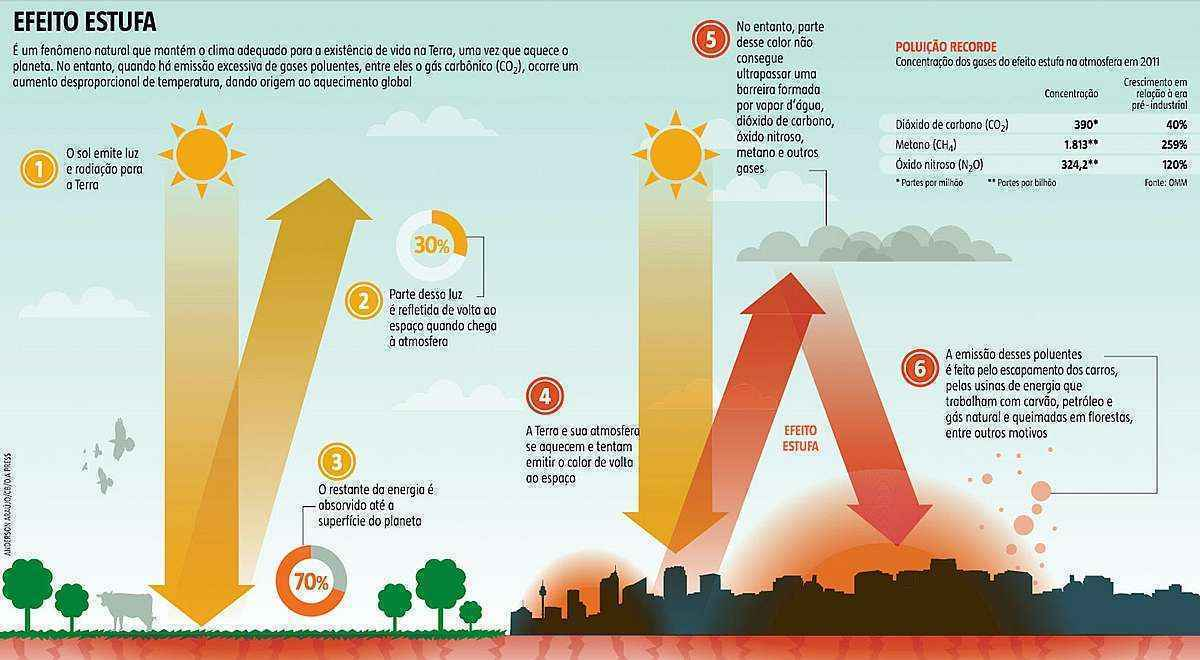 EFEITO ESTUFA
É um fenômeno natural que mantém o clima adequado para a existência de vida na Terra, uma vez que aquece o
planeta. No entanto, quando há emissão excessiva de gases poluentes, entre eles o gás carbônico (CO₂), ocorre um
aumento desproporcional de temperatura, dando origem ao aquecimento global
1
O sol emite luz
e radiação para
a Terra
30%
2
Parte dessa luz
é refletida de volta ao
espaço quando chega
à atmosfera
3
O restante da energia é
absorvido até a
superfície do planeta
70%
4
A Terra e sua atmosfera
se aquecem e tentam
emitir o calor de volta
ao espaço
5
No entanto, parte
desse calor não
consegue
ultrapassar uma
barreira formada
por vapor d'água,
dióxido de carbono,
óxido nitroso,
metano e outros
gases
EFEITO
ESTUFA
6
A emissão desses poluentes
é feita pelo escapamento dos carros,
pelas usinas de energia que
trabalham com carvão, petróleo e
gás natural e queimadas em florestas,
entre outros motivos
POLUIÇÃO RECORDE
Concentração dos gases do efeito estufa na atmosfera em 2011
Concentração
Crescimento em
relação à era
pré-industrial
Dióxido de carbono (CO₂) 390* 40%
Metano (CH₄) 1.813** 259%
Óxido nitroso (N₂O) 324,2** 120%
* Partes por milhão ** Partes por bilhão Fonte: OMM
ANDERSON ARAÚJO/CB/D.A PRESS